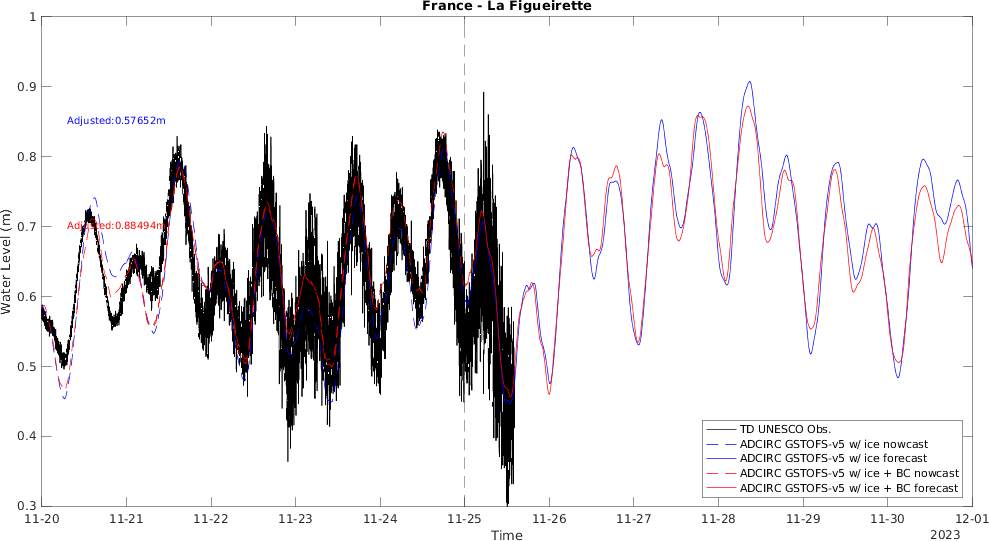 France - La Figueirette
1
0.9
0.8
0.7
0.6
0.5
0.4
0.3
Water Level (m)
Adjusted:0.57652m
Adjusted:0.88494m
TD UNESCO Obs.
ADCIRC GSTOFS-v5 w/ ice nowcast
ADCIRC GSTOFS-v5 w/ ice forecast
ADCIRC GSTOFS-v5 w/ ice + BC nowcast
ADCIRC GSTOFS-v5 w/ ice + BC forecast
11-20 11-21 11-22 11-23 11-24 11-25 11-26 11-27 11-28 11-29 11-30 12-01
Time
2023